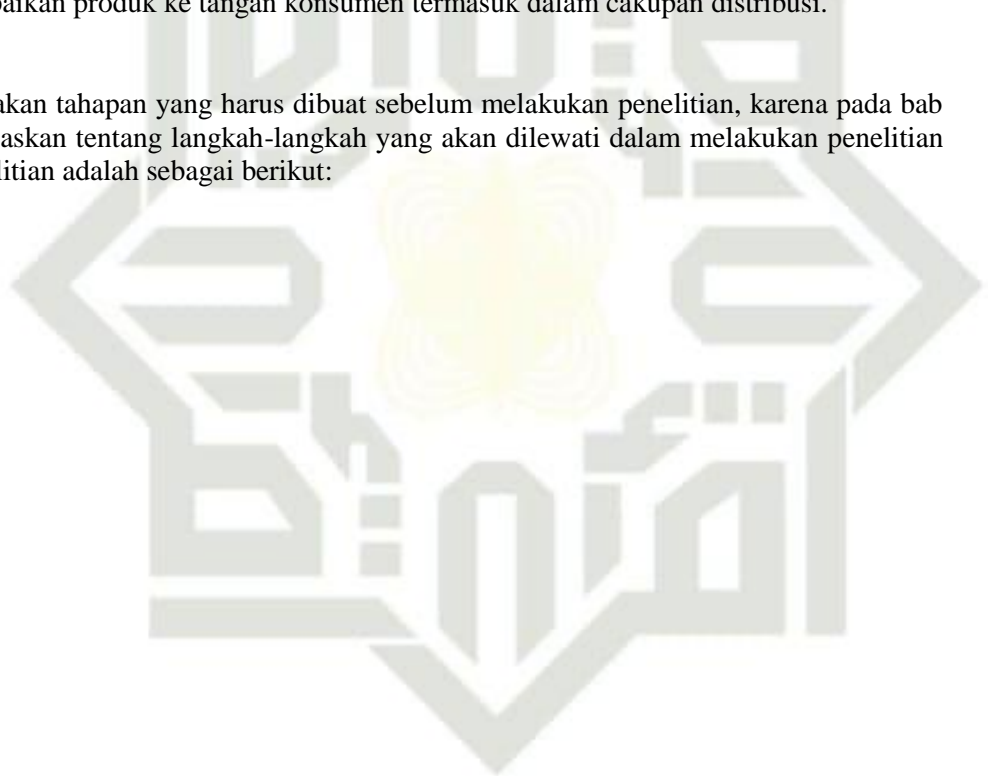 baikan produk ke tangan konsumen termasuk dalam cakupan distribusi.
akan tahapan yang harus dibuat sebelum melakukan penelitian, karena pada bab
askan tentang langkah-langkah yang akan dilewati dalam melakukan penelitian
litian adalah sebagai berikut: